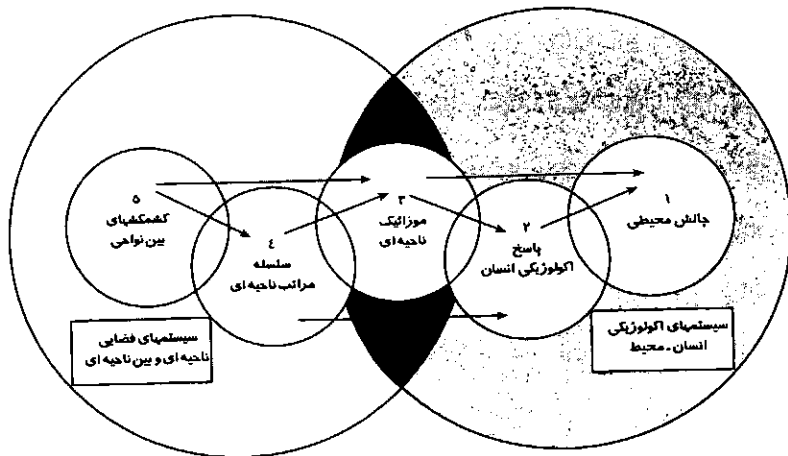 ۱
چالش محیطی
۲
پاسخ
اکولوژیکی انسان
۳
موزائیک
ناحیه ای
۴
سلسله
مراتب ناحیه ای
۵
کشمکشهای
بین نواحی
سیستمهای اکولوژیکی
انسان - محیط
سیستمهای فضایی
ناحیه ای و بین ناحیه ای